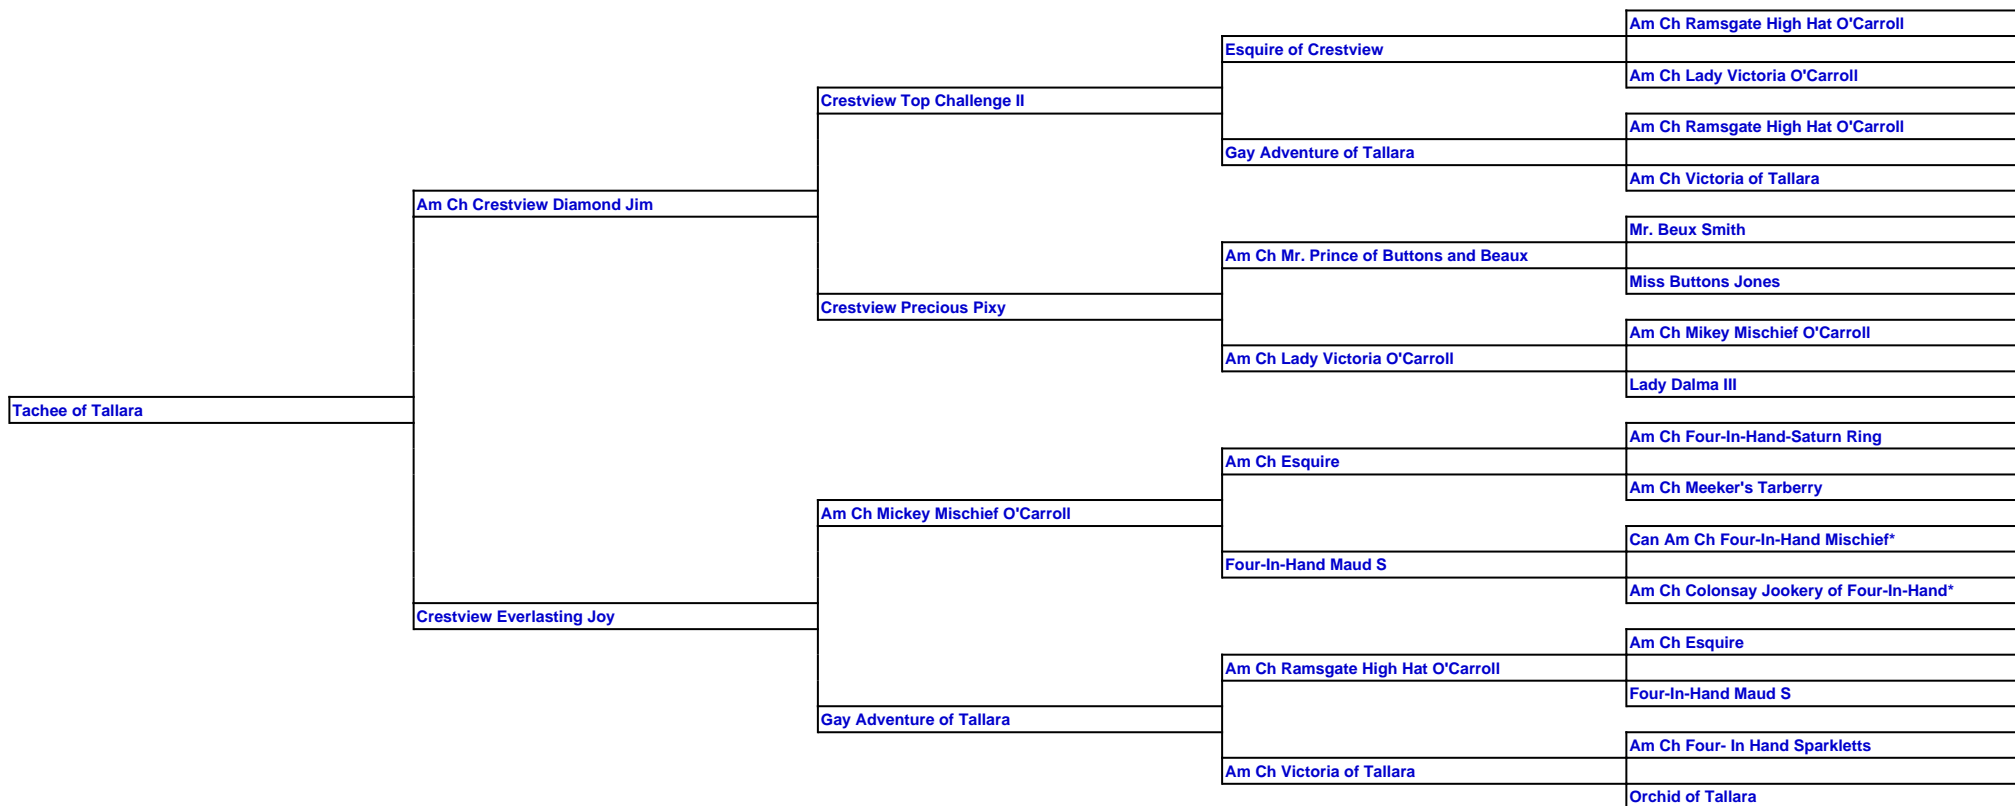 Am Ch Ramsgate High Hat O'Carroll
Esquire of Crestview
Am Ch Lady Victoria O'Carroll
Crestview Top Challenge II
Am Ch Ramsgate High Hat O'Carroll
Gay Adventure of Tallara
Am Ch Victoria of Tallara
Am Ch Crestview Diamond Jim
Mr. Beux Smith
Am Ch Mr. Prince of Buttons and Beaux
Miss Buttons Jones
Crestview Precious Pixy
Am Ch Mikey Mischief O'Carroll
Am Ch Lady Victoria O'Carroll
Lady Dalma III
Tachee of Tallara
Am Ch Four-In-Hand-Saturn Ring
Am Ch Esquire
Am Ch Meeker's Tarberry
Am Ch Mickey Mischief O'Carroll
Can Am Ch Four-In-Hand Mischief*
Four-In-Hand Maud S
Am Ch Colonsay Jookery of Four-In-Hand*
Crestview Everlasting Joy
Am Ch Esquire
Am Ch Ramsgate High Hat O'Carroll
Four-In-Hand Maud S
Gay Adventure of Tallara
Am Ch Four- In Hand Sparkletts
Am Ch Victoria of Tallara
Orchid of Tallara